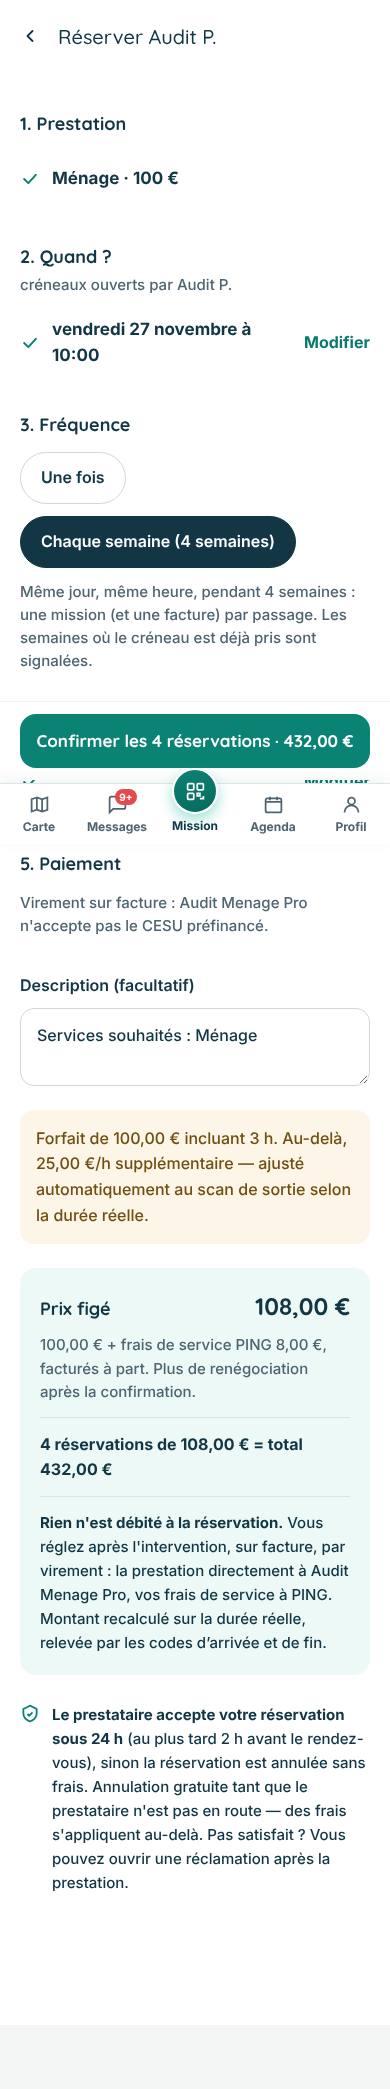 Réserver Audit P.
1. Prestation
Ménage · 100 €
2. Quand ?
créneaux ouverts par Audit P.
vendredi 27 novembre à
10:00
Modifier
3. Fréquence
Une fois
Chaque semaine (4 semaines)
Même jour, même heure, pendant 4 semaines :
une mission (et une facture) par passage. Les
semaines où le créneau est déjà pris sont
signalées.
Confirmer les 4 réservations · 432,00 €
Carte
9+
Messages
Mission
Agenda
Profil
5. Paiement
Virement sur facture : Audit Menage Pro
n'accepte pas le CESU préfinancé.
Description (facultatif)
Services souhaités : Ménage
Forfait de 100,00 € incluant 3 h. Au-delà,
25,00 €/h supplémentaire — ajusté
automatiquement au scan de sortie selon
la durée réelle.
Prix figé
108,00 €
100,00 € + frais de service PING 8,00 €,
facturés à part. Plus de renégociation
après la confirmation.
4 réservations de 108,00 € = total
432,00 €
Rien n'est débité à la réservation. Vous
réglez après l'intervention, sur facture, par
virement : la prestation directement à Audit
Menage Pro, vos frais de service à PING.
Montant recalculé sur la durée réelle,
relevée par les codes d’arrivée et de fin.
Le prestataire accepte votre réservation
sous 24 h (au plus tard 2 h avant le rendez-
vous), sinon la réservation est annulée sans
frais. Annulation gratuite tant que le
prestataire n'est pas en route — des frais
s'appliquent au-delà. Pas satisfait ? Vous
pouvez ouvrir une réclamation après la
prestation.